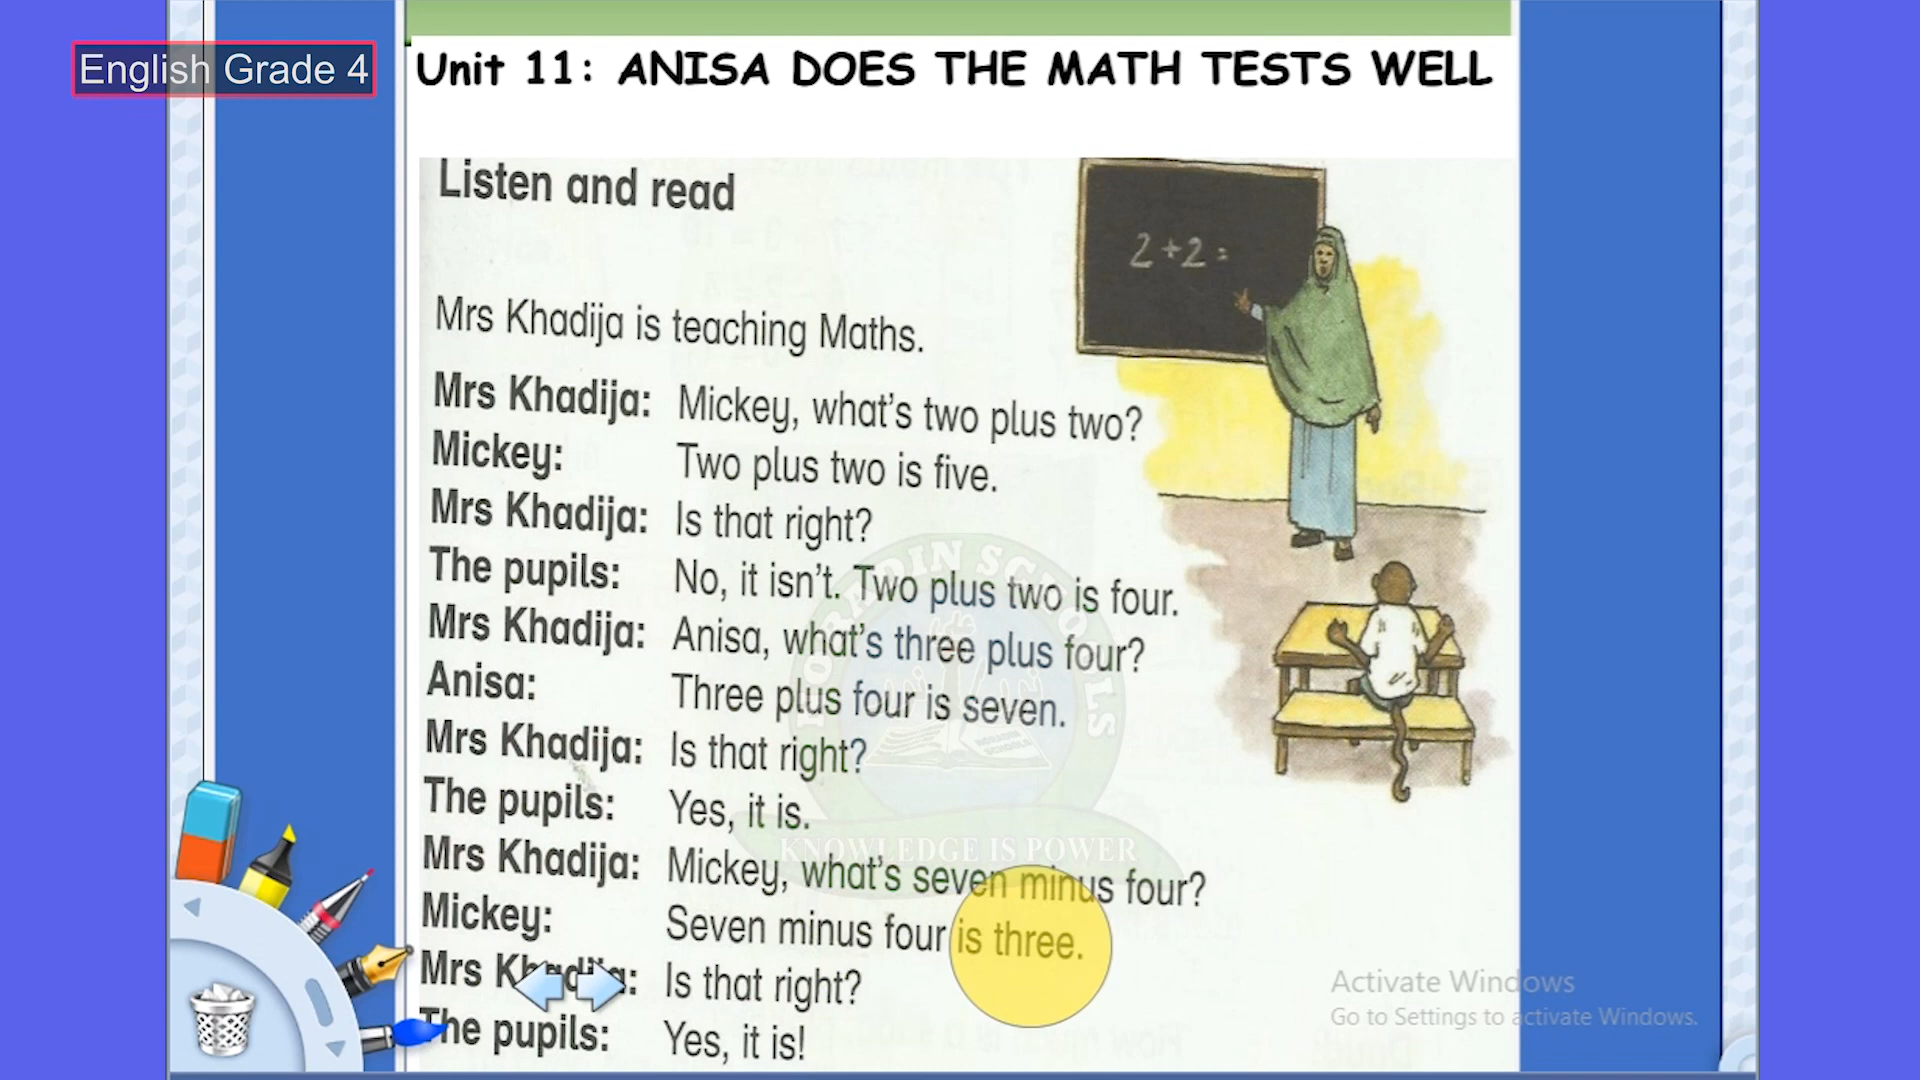 English Grade 4
Unit 11: ANISA DOES THE MATH TESTS WELL
Listen and read
2+2=
Mrs Khadija is teaching Maths.
Mrs Khadija: Mickey, what's two plus two?
Mickey: Two plus two is five.
Mrs Khadija: Is that right?
The pupils: No, it isn't. Two plus two is four.
Mrs Khadija: Anisa, what's three plus four?
Anisa: Three plus four is seven.
Mrs Khadija: Is that right?
The pupils: Yes, it is.
Mrs Khadija: Mickey, what's seven minus four?
Mickey: Seven minus four is three.
Mrs Khadija: Is that right?
The pupils: Yes, it is!
SCHOOLS
KNOWLEDGE IS POWER
Activate Windows
Go to Settings to activate Windows.